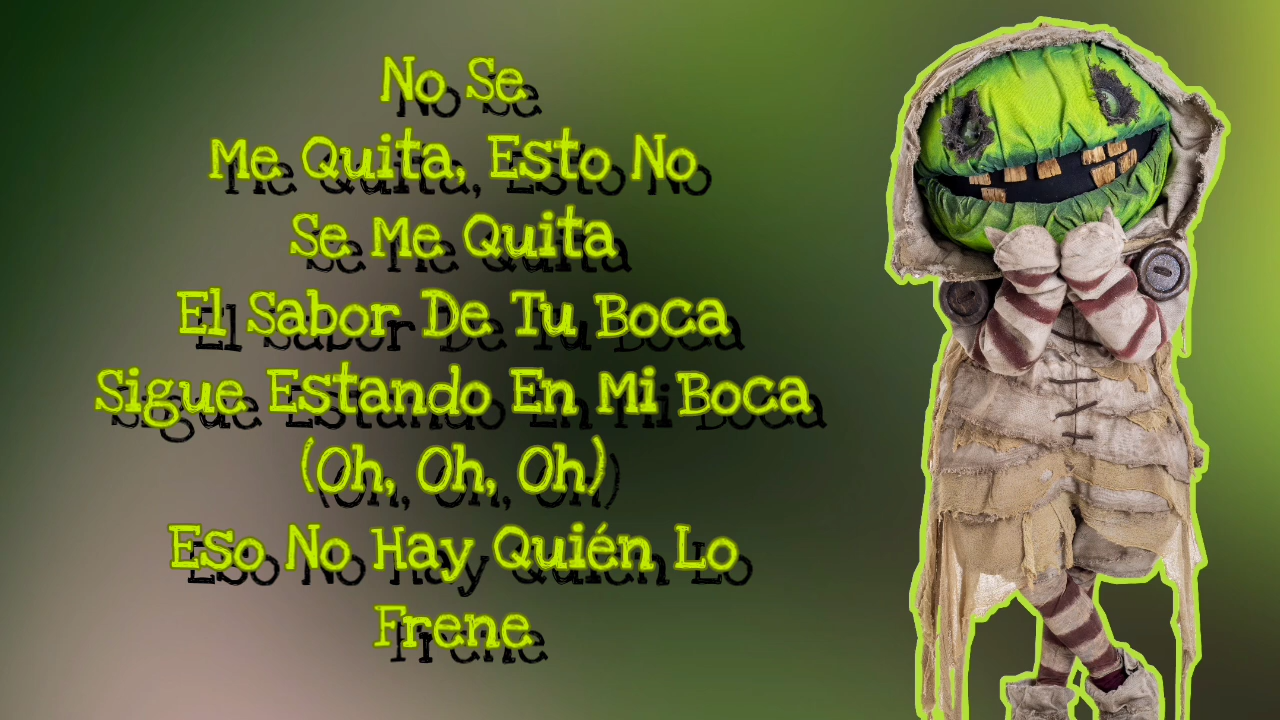 No Se
Me Quita, Esto No
Se Me Quita
El Sabor De Tu Boca
Sigue Estando En Mi Boca
(Oh, Oh, Oh)
Eso No Hay Quién Lo
Frene